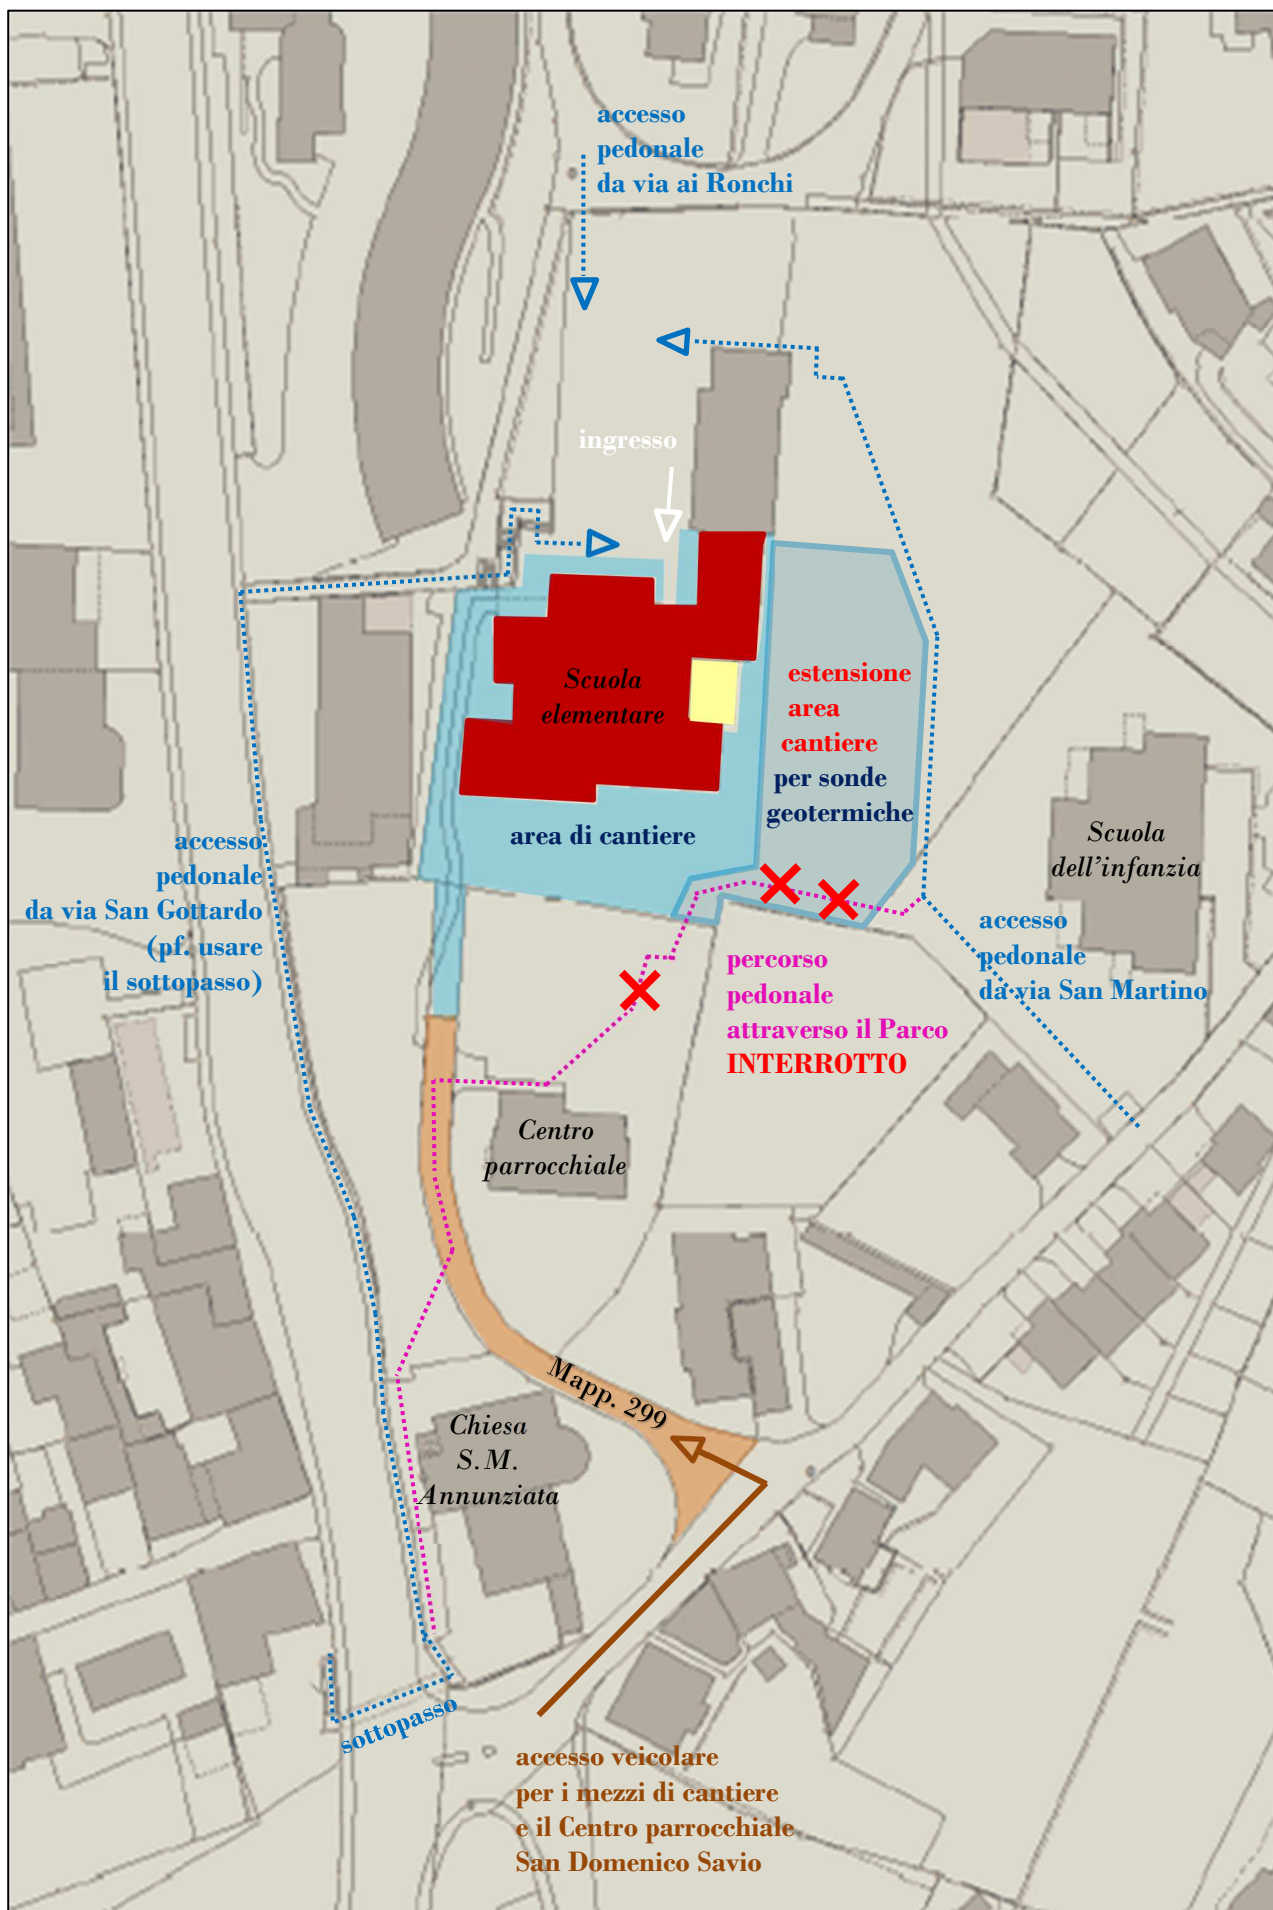 accesso
pedonale
da via ai Ronchi
ingresso
Scuola
elementare
estensione
area
cantiere
per sonde
geotermiche
area di cantiere
Scuola
dell'infanzia
accesso
pedonale
da via San Gottardo
(pf. usare
il sottopasso)
accesso
pedonale
da via San Martino
percorso
pedonale
attraverso il Parco
INTERROTTO
Centro
parrocchiale
Mapp. 299
Chiesa
S.M.
Annunziata
sottopasso
accesso veicolare
per i mezzi di cantiere
e il Centro parrocchiale
San Domenico Savio